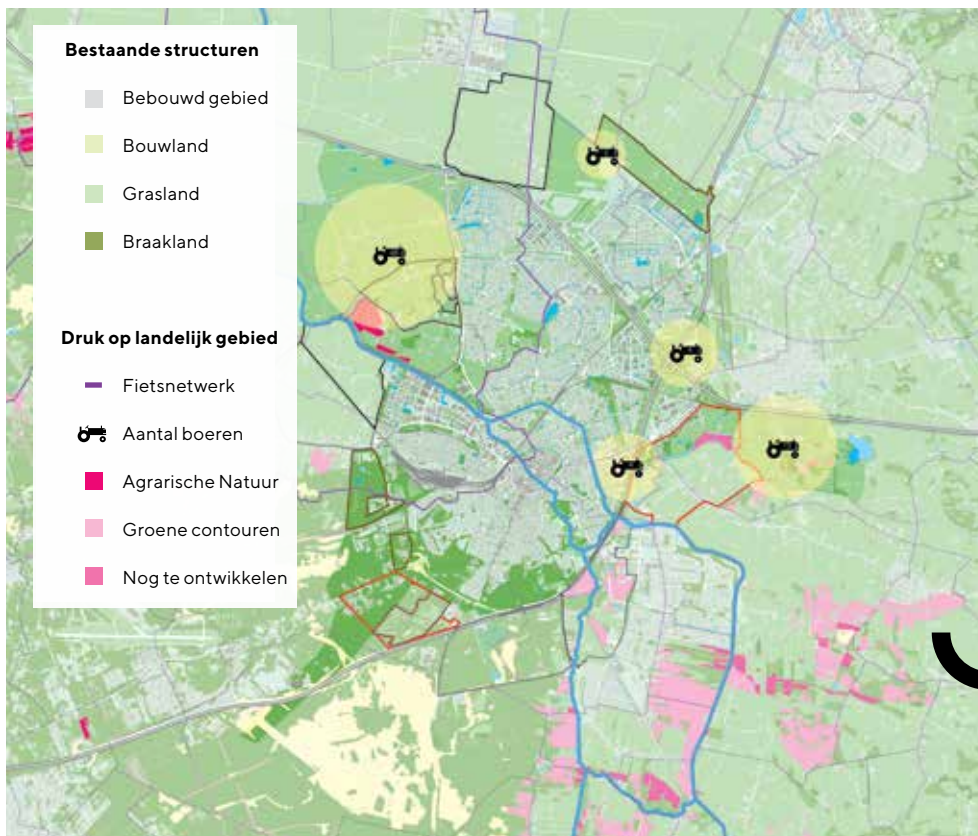 Bestaande structuren
Bebouwd gebied
Bouwland
Grasland
Braakland
Druk op landelijk gebied
Fietsnetwerk
Aantal boeren
Agrarische Natuur
Groene contouren
Nog te ontwikkelen